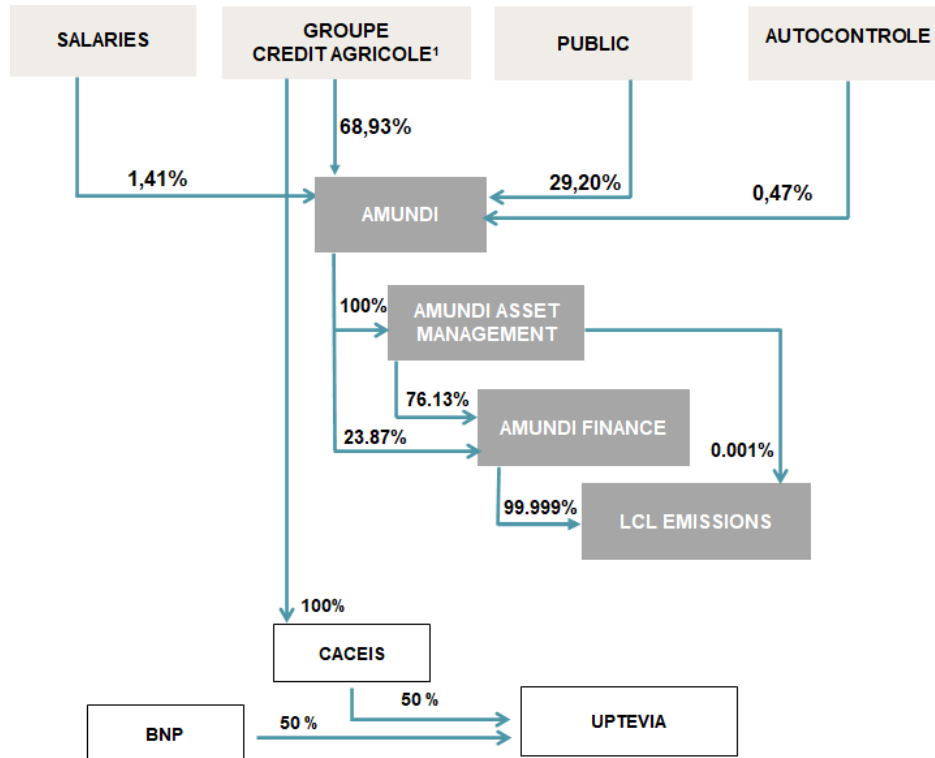 SALARIES
GROUPE
CREDIT AGRICOLE¹
PUBLIC
AUTOCONTROLE
68,93%
1,41%
29,20%
0,47%
AMUNDI
100%
AMUNDI ASSET
MANAGEMENT
76.13%
23.87%
AMUNDI FINANCE
0.001%
99.999%
LCL EMISSIONS
100%
CACEIS
50 %
BNP
50 %
UPTEVIA